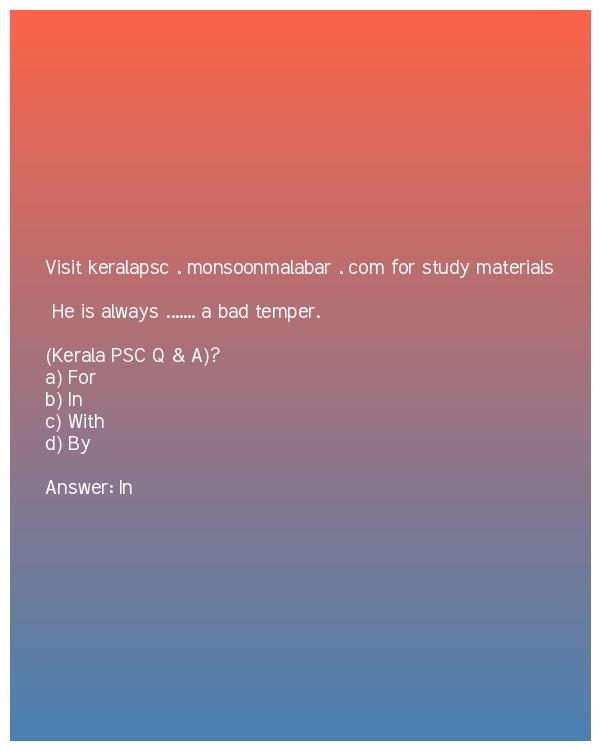 Visit keralapsc . monsoonmalabar . com for study materials
He is always ....... a bad temper.
(Kerala PSC Q & A)?
a) For
b) In
c) With
d) By
Answer: In